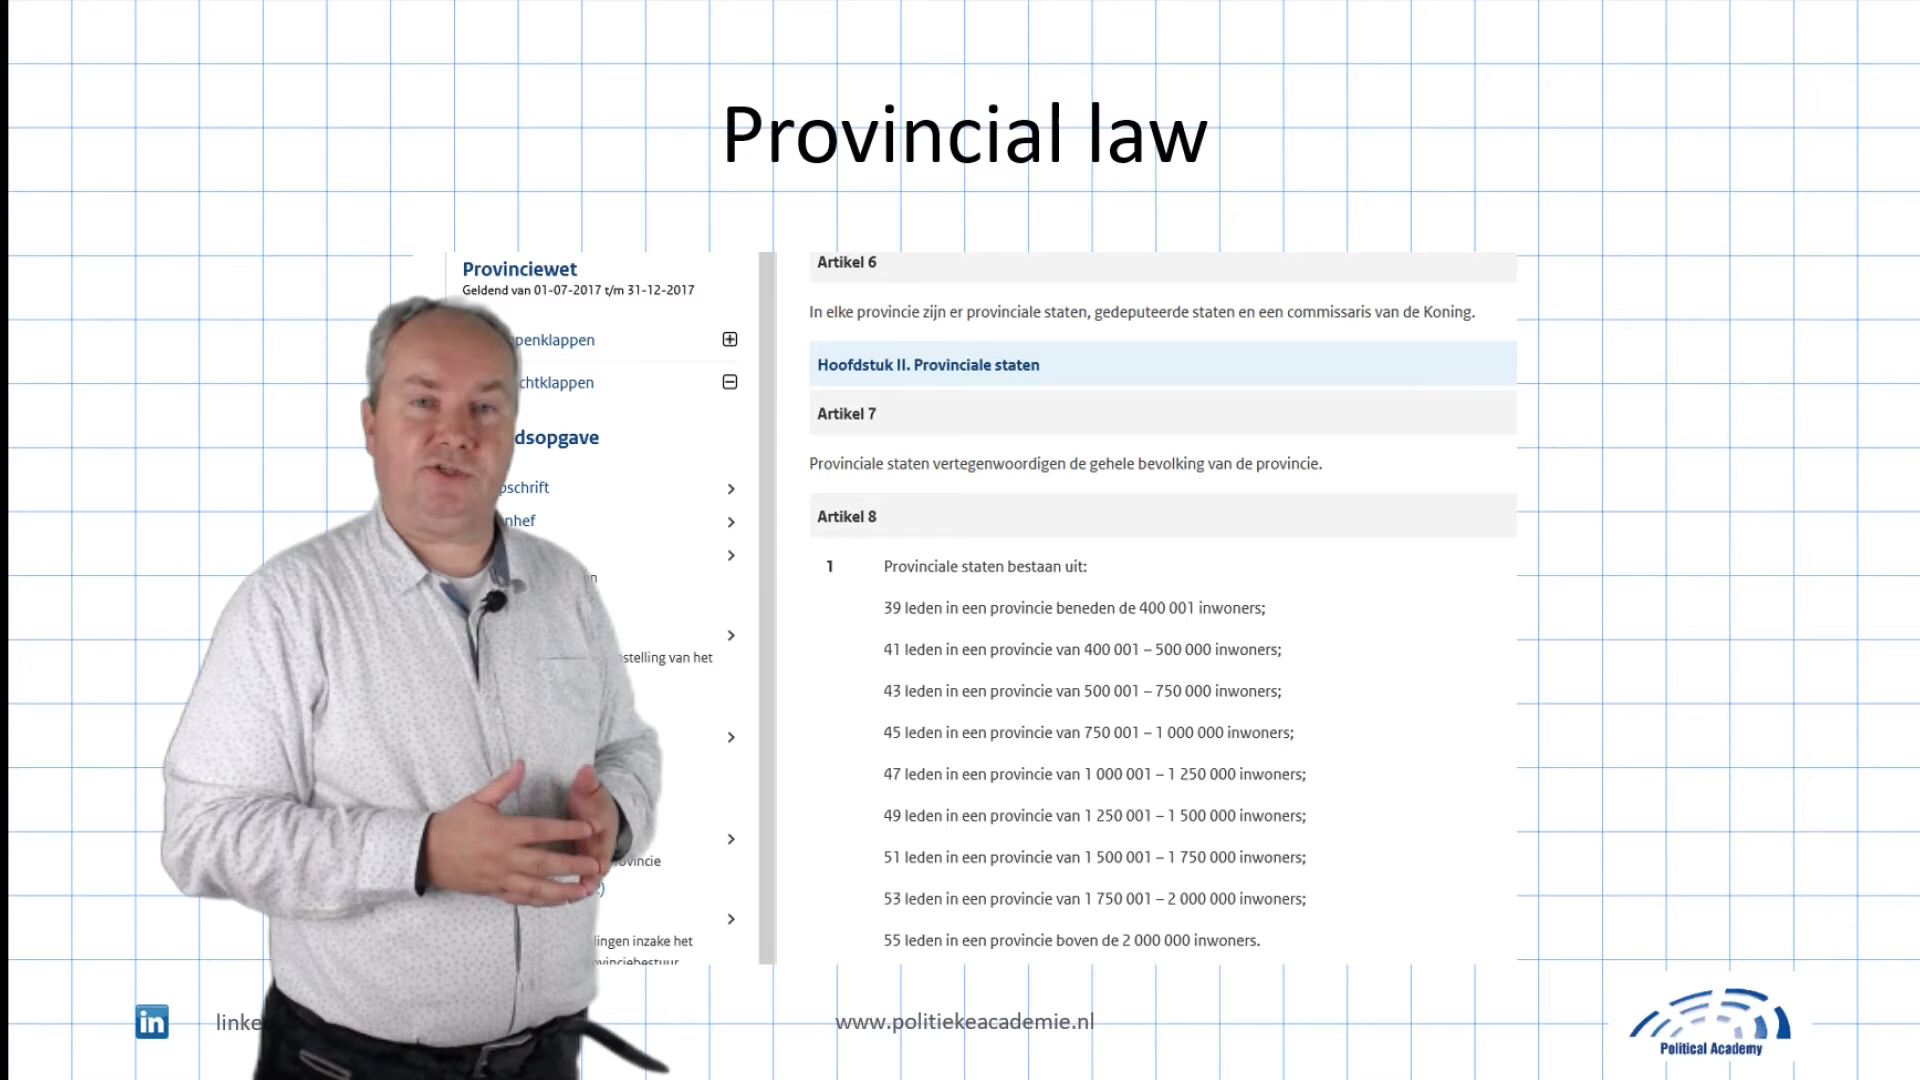 Provincial law
Provinciewet
Geldend van 01-07-2017 t/m 31-12-2017
Artikel 6
In elke provincie zijn er provinciale staten, gedeputeerde staten en een commissaris van de Koning.
Hoofdstuk II. Provinciale staten
Artikel 7
Provinciale staten vertegenwoordigen de gehele bevolking van de provincie.
Artikel 8
1 Provinciale staten bestaan uit:
39 leden in een provincie beneden de 400 001 inwoners;
41 leden in een provincie van 400 001 – 500 000 inwoners;
43 leden in een provincie van 500 001 – 750 000 inwoners;
45 leden in een provincie van 750 001 – 1 000 000 inwoners;
47 leden in een provincie van 1 000 001 – 1 250 000 inwoners;
49 leden in een provincie van 1 250 001 – 1 500 000 inwoners;
51 leden in een provincie van 1 500 001 – 1 750 000 inwoners;
53 leden in een provincie van 1 750 001 – 2 000 000 inwoners;
55 leden in een provincie boven de 2 000 000 inwoners.
penklappen
chtklappen
dsopgave
schrift
nhef
n
stelling van het
ovincie
lingen inzake het
in
linke
www.politiekeacademie.nl
Political Academy